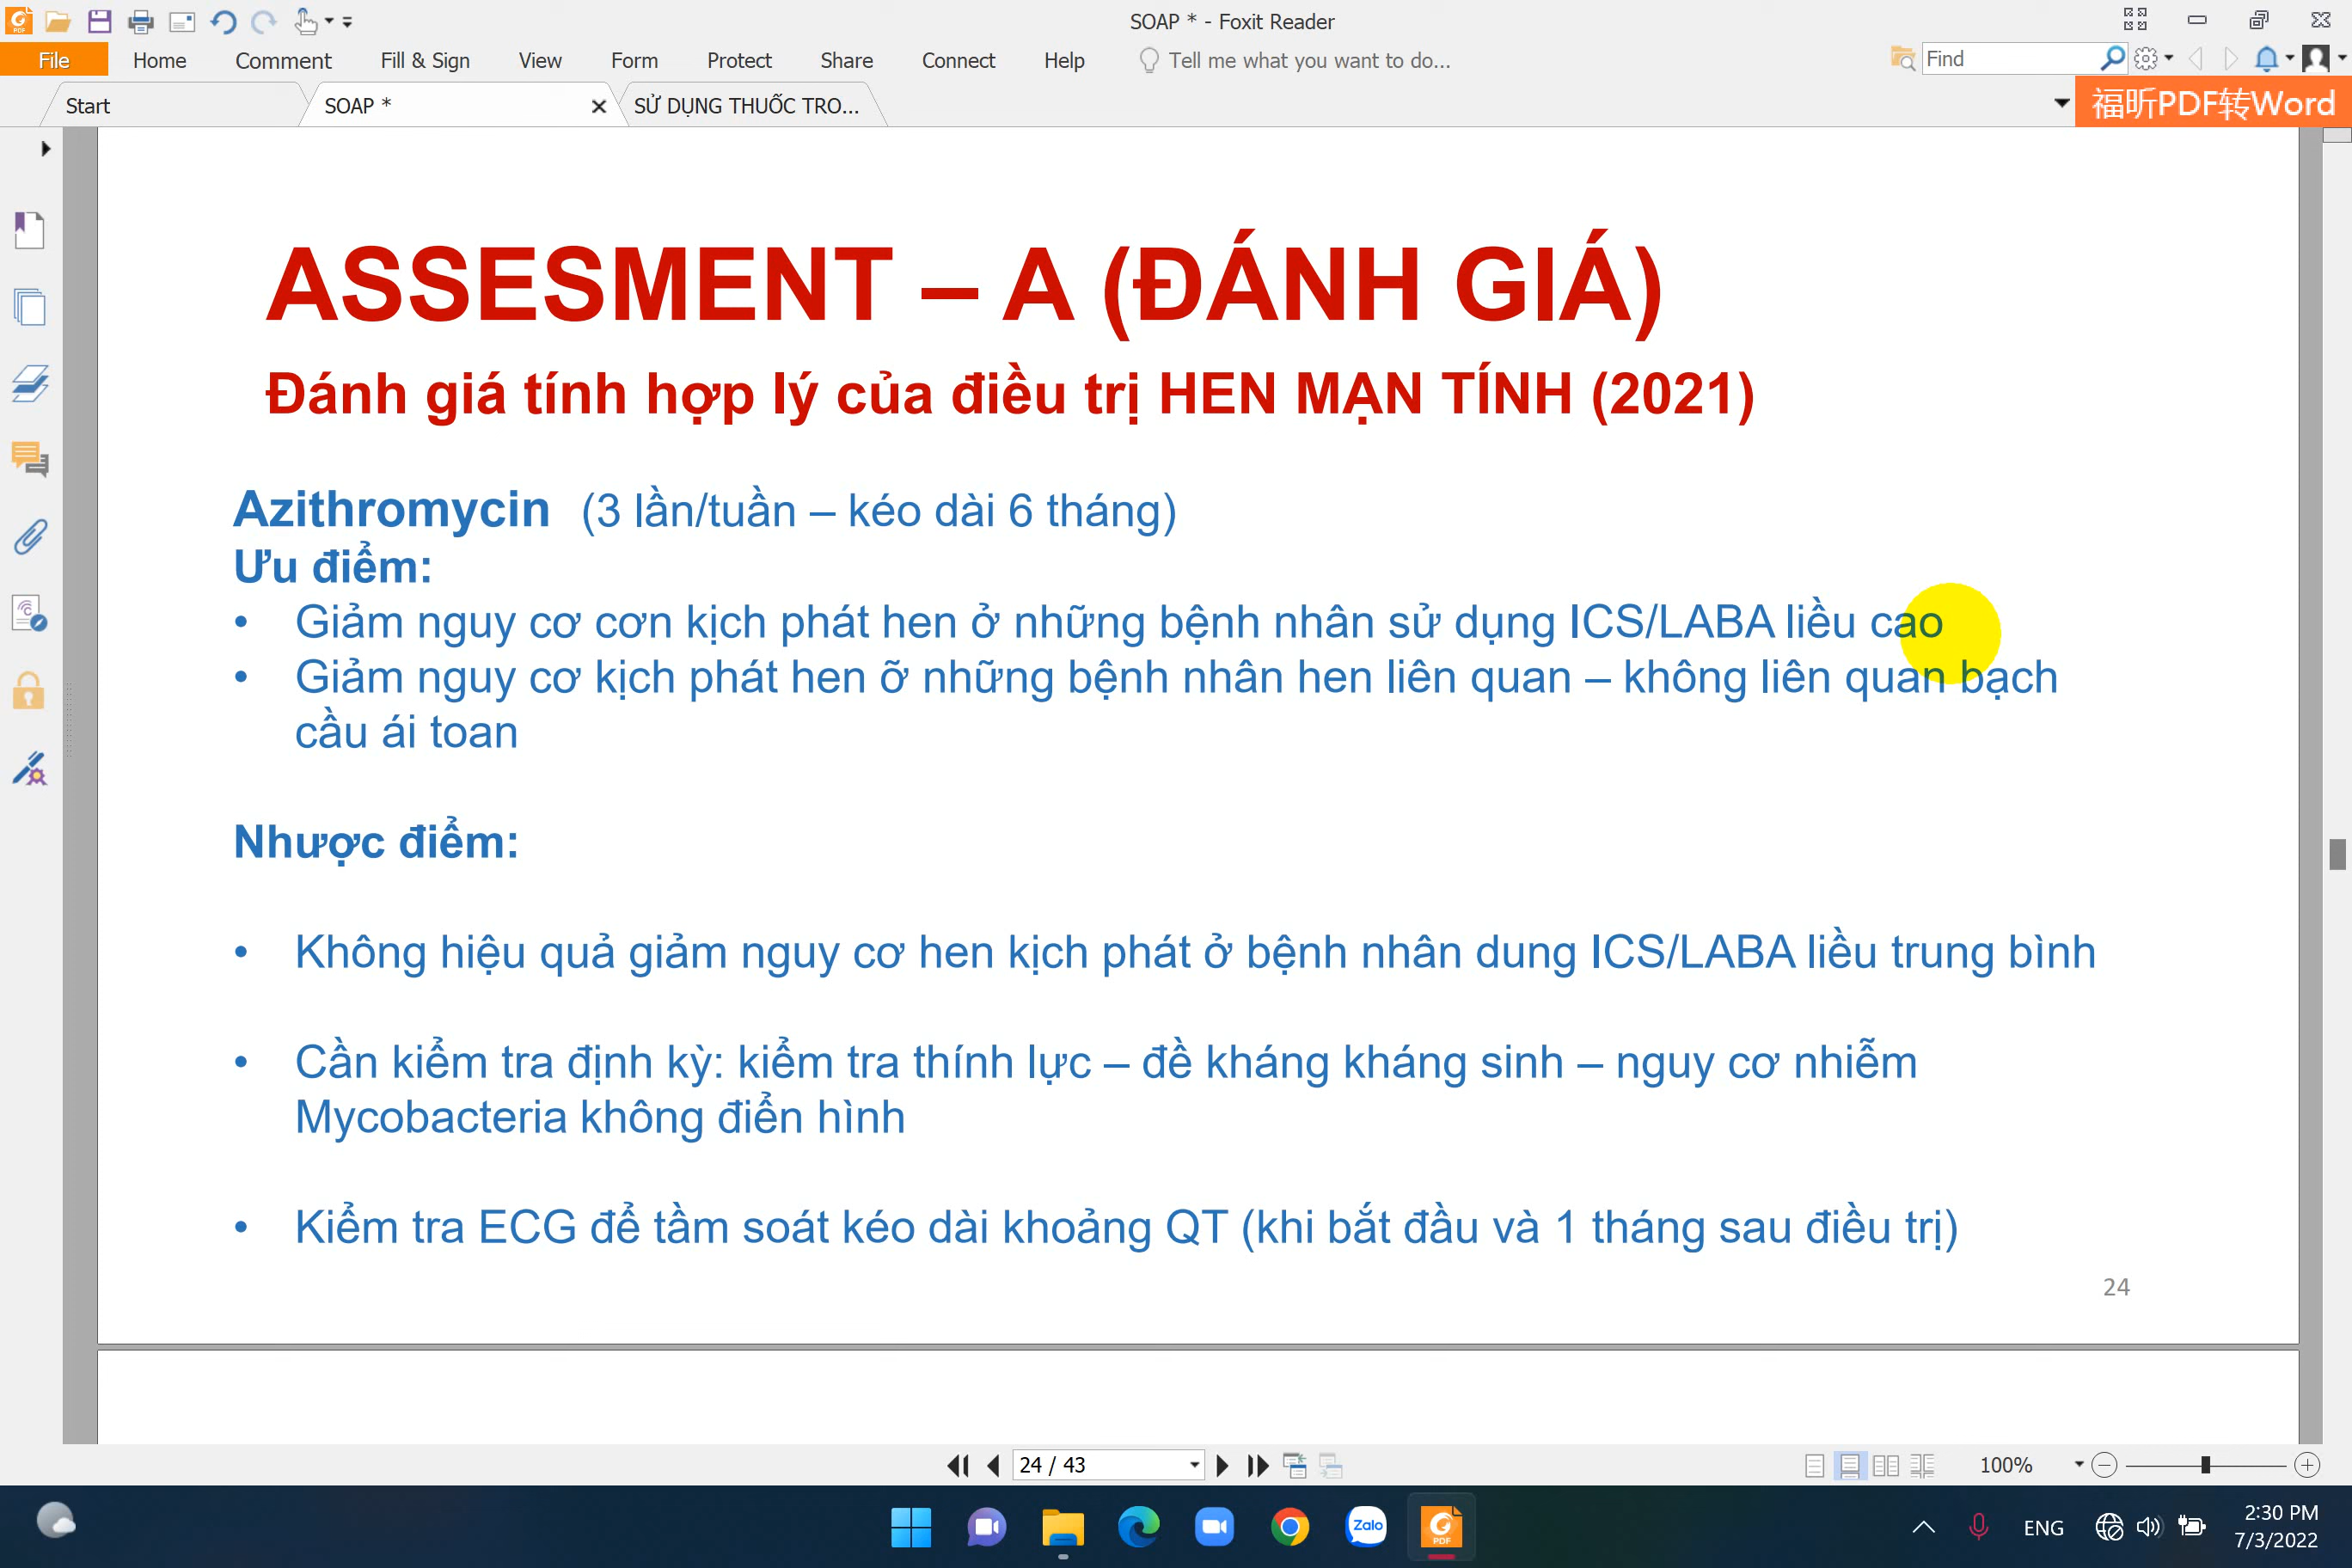 SOAP * - Foxit Reader
File Home Comment Fill & Sign View Form Protect Share Connect Help Tell me what you want to do... Find
Start SOAP * SỬ DỤNG THUỐC TRO... 福昕PDF转Word
ASSESMENT – A (ĐÁNH GIÁ)
Đánh giá tính hợp lý của điều trị HEN MẠN TÍNH (2021)
Azithromycin (3 lần/tuần – kéo dài 6 tháng)
Ưu điểm:
• Giảm nguy cơ cơn kịch phát hen ở những bệnh nhân sử dụng ICS/LABA liều cao
• Giảm nguy cơ kịch phát hen ỡ những bệnh nhân hen liên quan – không liên quan bạch
cầu ái toan
Nhược điểm:
• Không hiệu quả giảm nguy cơ hen kịch phát ở bệnh nhân dung ICS/LABA liều trung bình
• Cần kiểm tra định kỳ: kiểm tra thính lực – đề kháng kháng sinh – nguy cơ nhiễm
Mycobacteria không điển hình
• Kiểm tra ECG để tầm soát kéo dài khoảng QT (khi bắt đầu và 1 tháng sau điều trị)
24
24 / 43 100%
Zalo PDF ENG 2:30 PM
7/3/2022